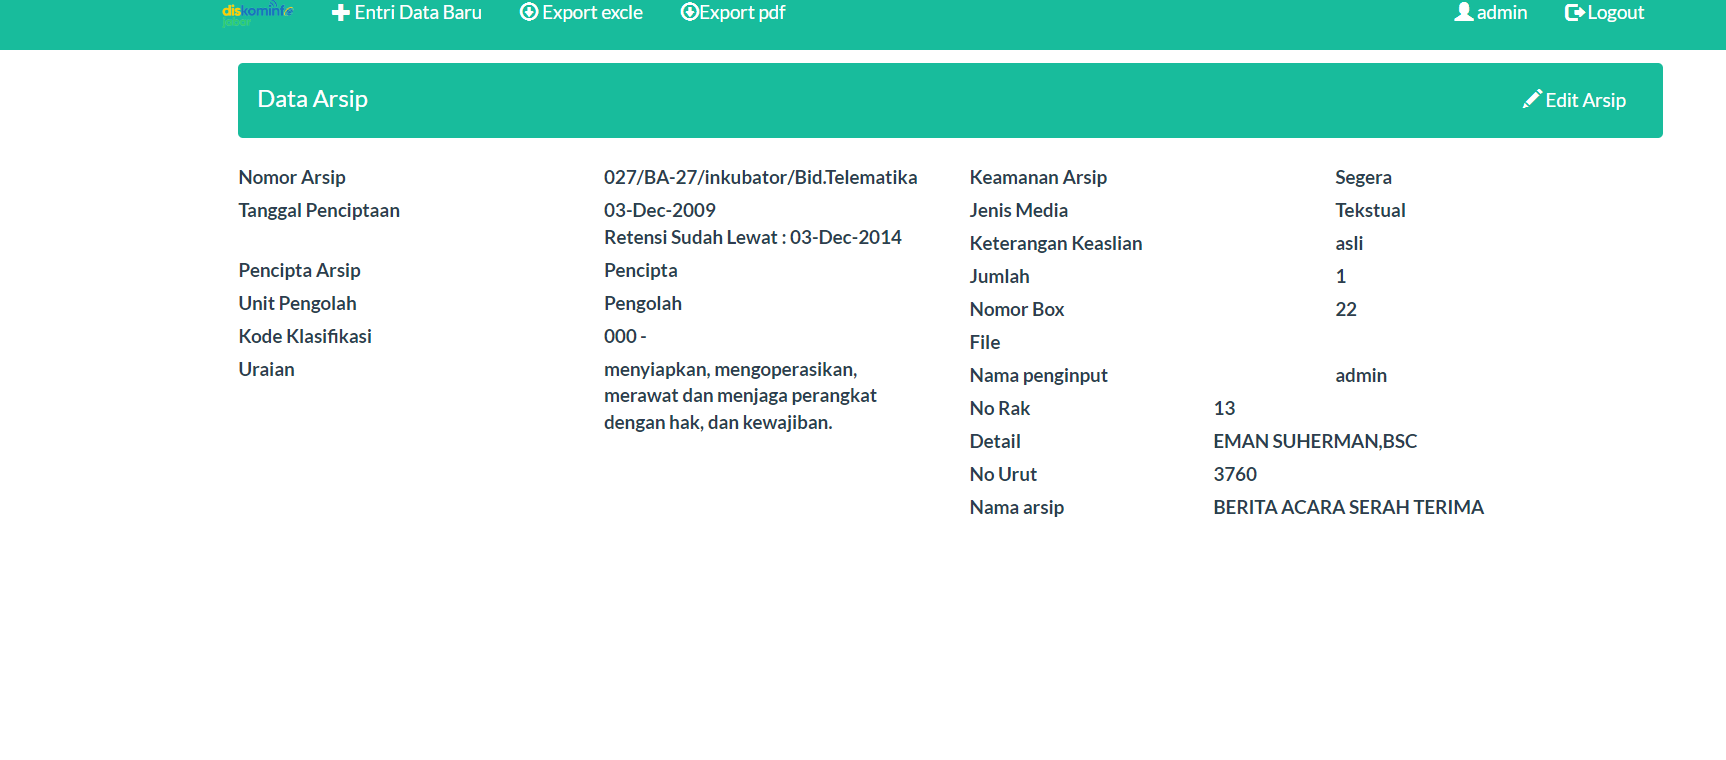 diskominfo
jabar
Entri Data Baru
Export excle
Export pdf
admin
Logout
Data Arsip
Edit Arsip
Nomor Arsip
027/BA-27/inkubator/Bid.Telematika
Tanggal Penciptaan
03-Dec-2009
Retensi Sudah Lewat : 03-Dec-2014
Pencipta Arsip
Pencipta
Unit Pengolah
Pengolah
Kode Klasifikasi
000 -
Uraian
menyiapkan, mengoperasikan,
merawat dan menjaga perangkat
dengan hak, dan kewajiban.
Keamanan Arsip
Segera
Jenis Media
Tekstual
Keterangan Keaslian
asli
Jumlah
1
Nomor Box
22
File
Nama penginput
admin
No Rak
13
Detail
EMAN SUHERMAN,BSC
No Urut
3760
Nama arsip
BERITA ACARA SERAH TERIMA